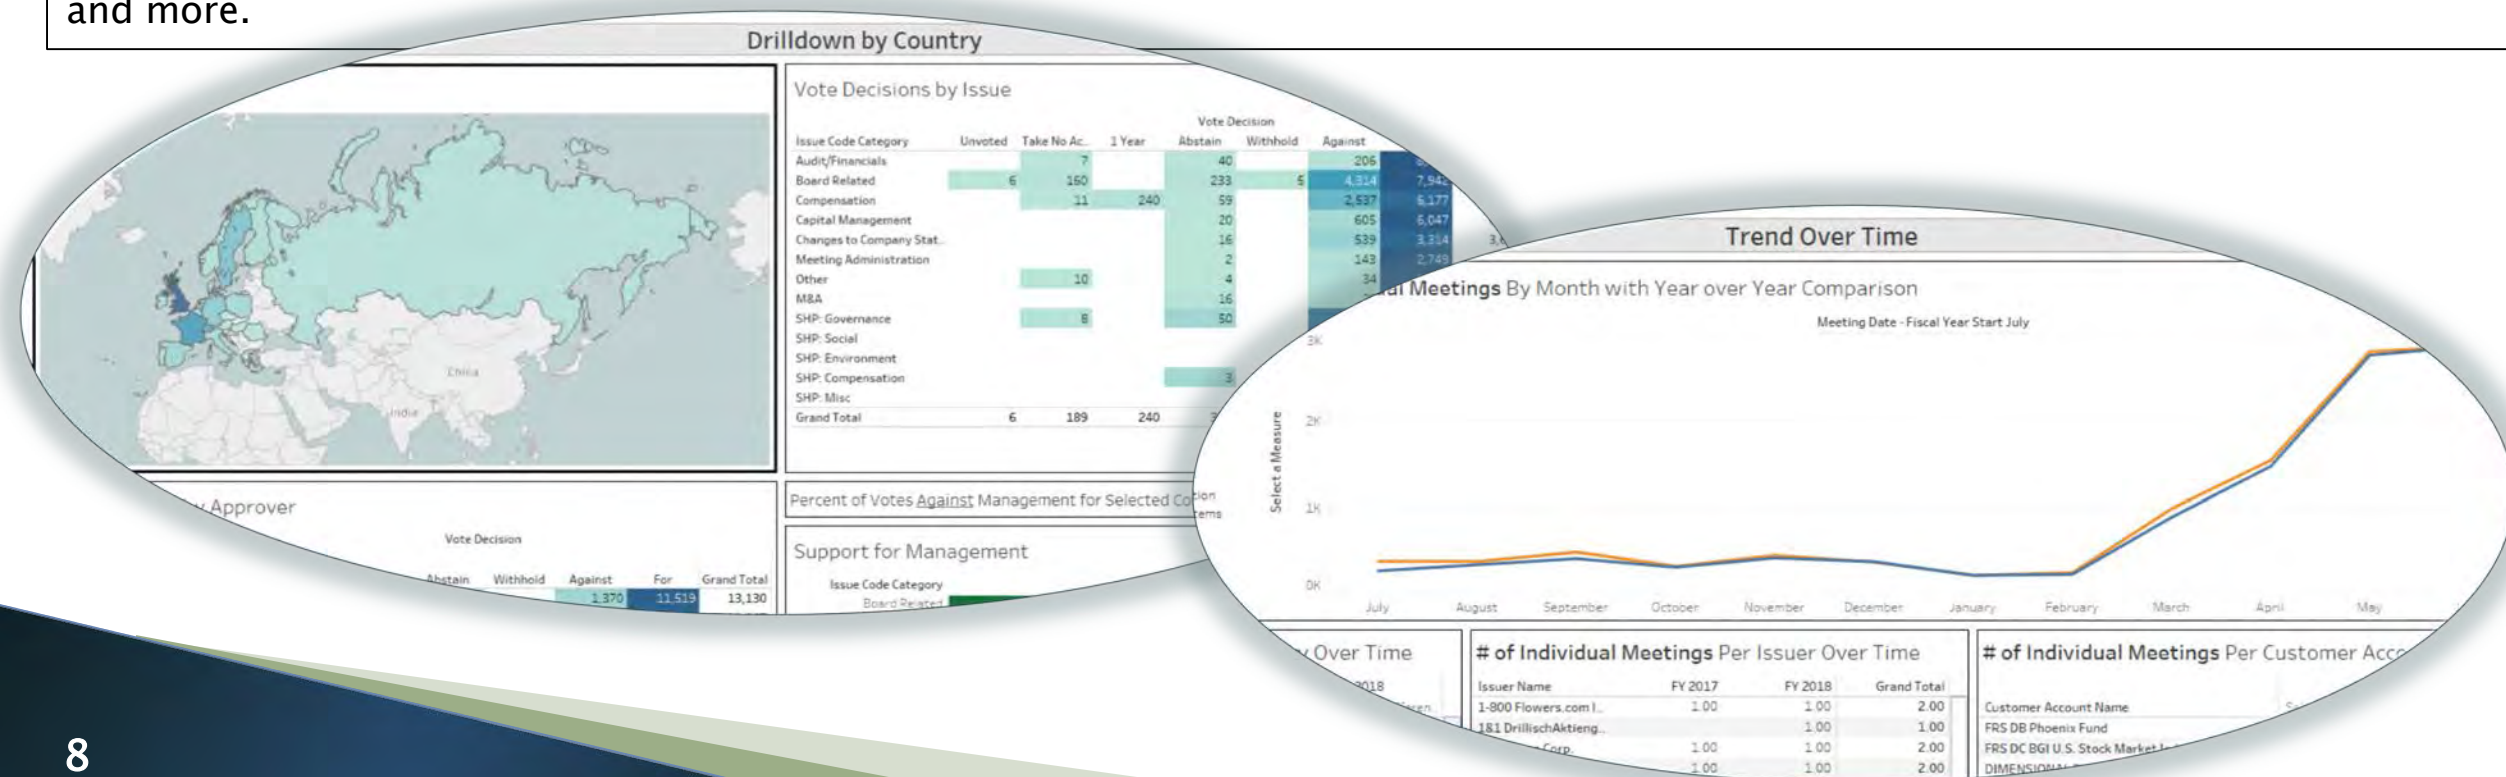 and more.
Drilldown by Country
Vote Decisions by Issue
Vote Decision
Issue Code Category Unvoted Take No Ac.. 1 Year Abstain Withhold Against
Audit/Financials 7 40 206
Board Related 6 160 233 6 4,314 7,942
Compensation 11 240 59 2,537 6,177
Capital Management 20 605 6,047
Changes to Company Stat.. 16 539 3,314
Meeting Administration 2 143 2,749
Other 10 4 34
M&A 16
SHP: Governance 8 50
SHP: Social
SHP: Environment
SHP: Compensation 3
SHP: Misc
Grand Total 6 189 240
China
India
Approver
Vote Decision
Abstain Withhold Against For Grand Total
1,370 11,519 13,130
Percent of Votes Against Management for Selected
Support for Management
Issue Code Category
Board Related
Trend Over Time
Meetings By Month with Year over Year Comparison
Meeting Date - Fiscal Year Start July
Select a Measure
3K
2K
1K
0K
July August September October November December January February March April May
Over Time
2018
# of Individual Meetings Per Issuer Over Time
Issuer Name FY 2017 FY 2018 Grand Total
1-800 Flowers.com I.. 1.00 1.00 2.00
1&1 DrillischAktieng.. 1.00 1.00
Corp. 1.00 1.00 2.00
1.00 1.00 2.00
# of Individual Meetings Per Customer
Customer Account Name
FRS DB Phoenix Fund
FRS DC BGI U.S. Stock Market
8